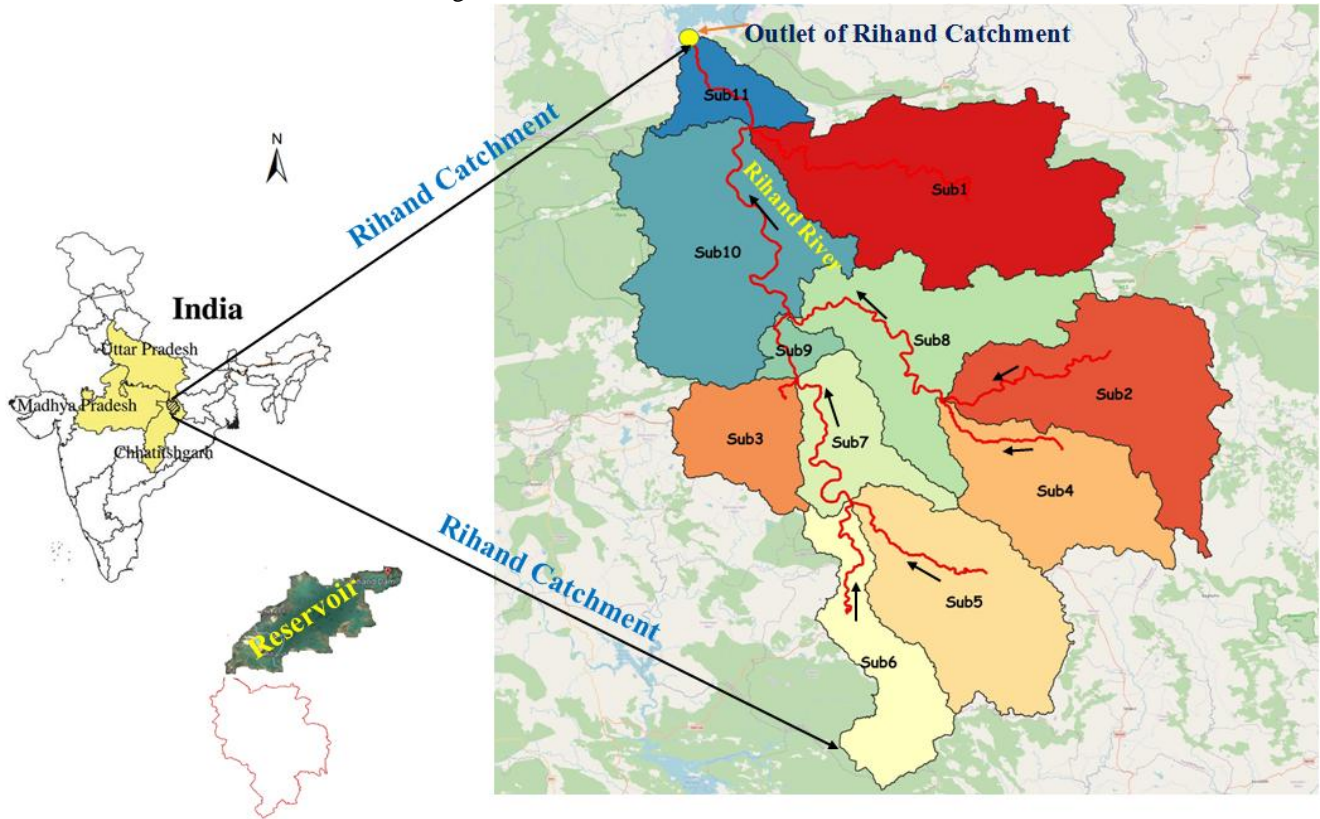 Outlet of Rihand Catchment
Sub11
Rihand Catchment
N
Sub1
Rihand River
Sub10
India
Uttar Pradesh
Sub8
Sub9
Sub2
Madhya Pradesh
Sub3
Sub7
Chhatitshgarh
Sub4
Rihand Catchment
Reservoir
Sub5
Sub6